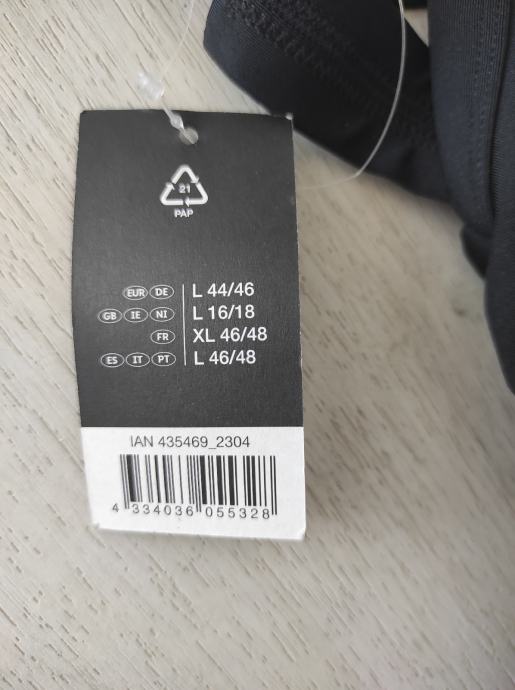 21
PAP
EUR DE L 44/46
GB IE NI L 16/18
FR XL 46/48
ES IT PT L 46/48
IAN 435469_2304
4 334036 055328